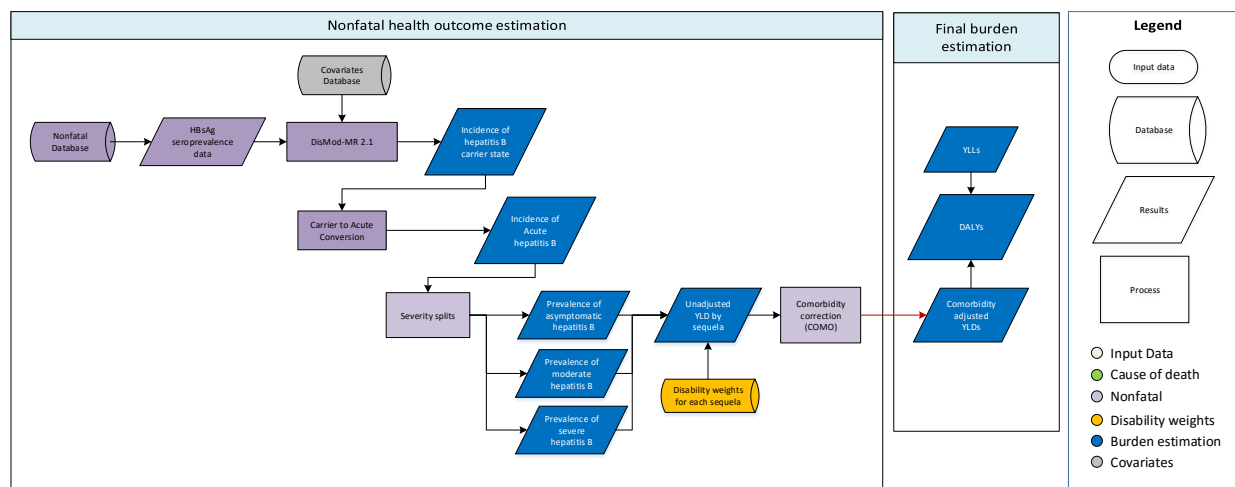 Nonfatal health outcome estimation
Covariates
Database
Nonfatal
Database
HBsAg
seroprevalence
data
DisMod-MR 2.1
Incidence of
hepatitis B
carrier state
Carrier to Acute
Conversion
Incidence of
Acute
hepatitis B
Severity splits
Prevalence of
asymptomatic
hepatitis B
Prevalence of
moderate
hepatitis B
Prevalence of
severe
hepatitis B
Unadjusted
YLD by
sequela
Disability weights
for each sequela
Comorbidity
correction
(COMO)
Final burden
estimation
YLLs
DALYs
Comorbidity
adjusted
YLDs
Legend
Input data
Database
Results
Process
Input Data
Cause of death
Nonfatal
Disability weights
Burden estimation
Covariates